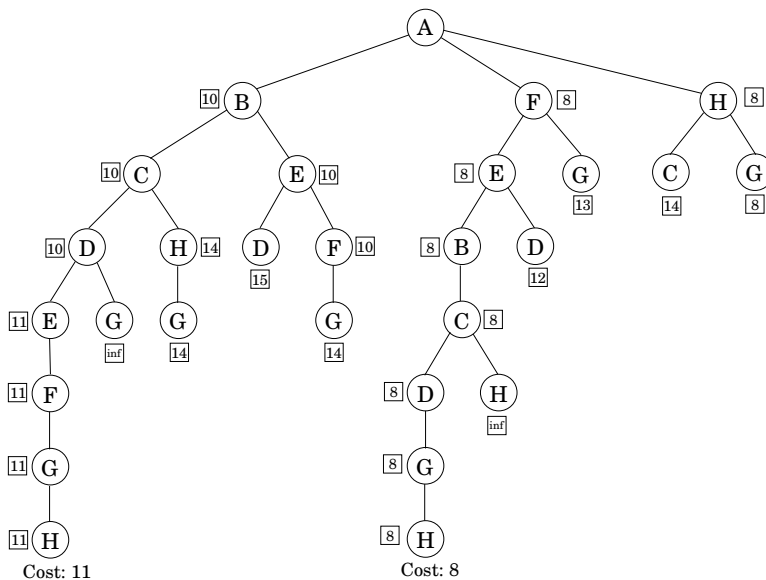 A
10 B F 8 H 8
10 C E 10 8 E G C G
13 14 8
10 D H 14 D F 10 8 B D
15 12
11 E G G G C 8
inf 14 14
11 F 8 D H
inf
11 G 8 G
11 H 8 H
Cost: 11 Cost: 8